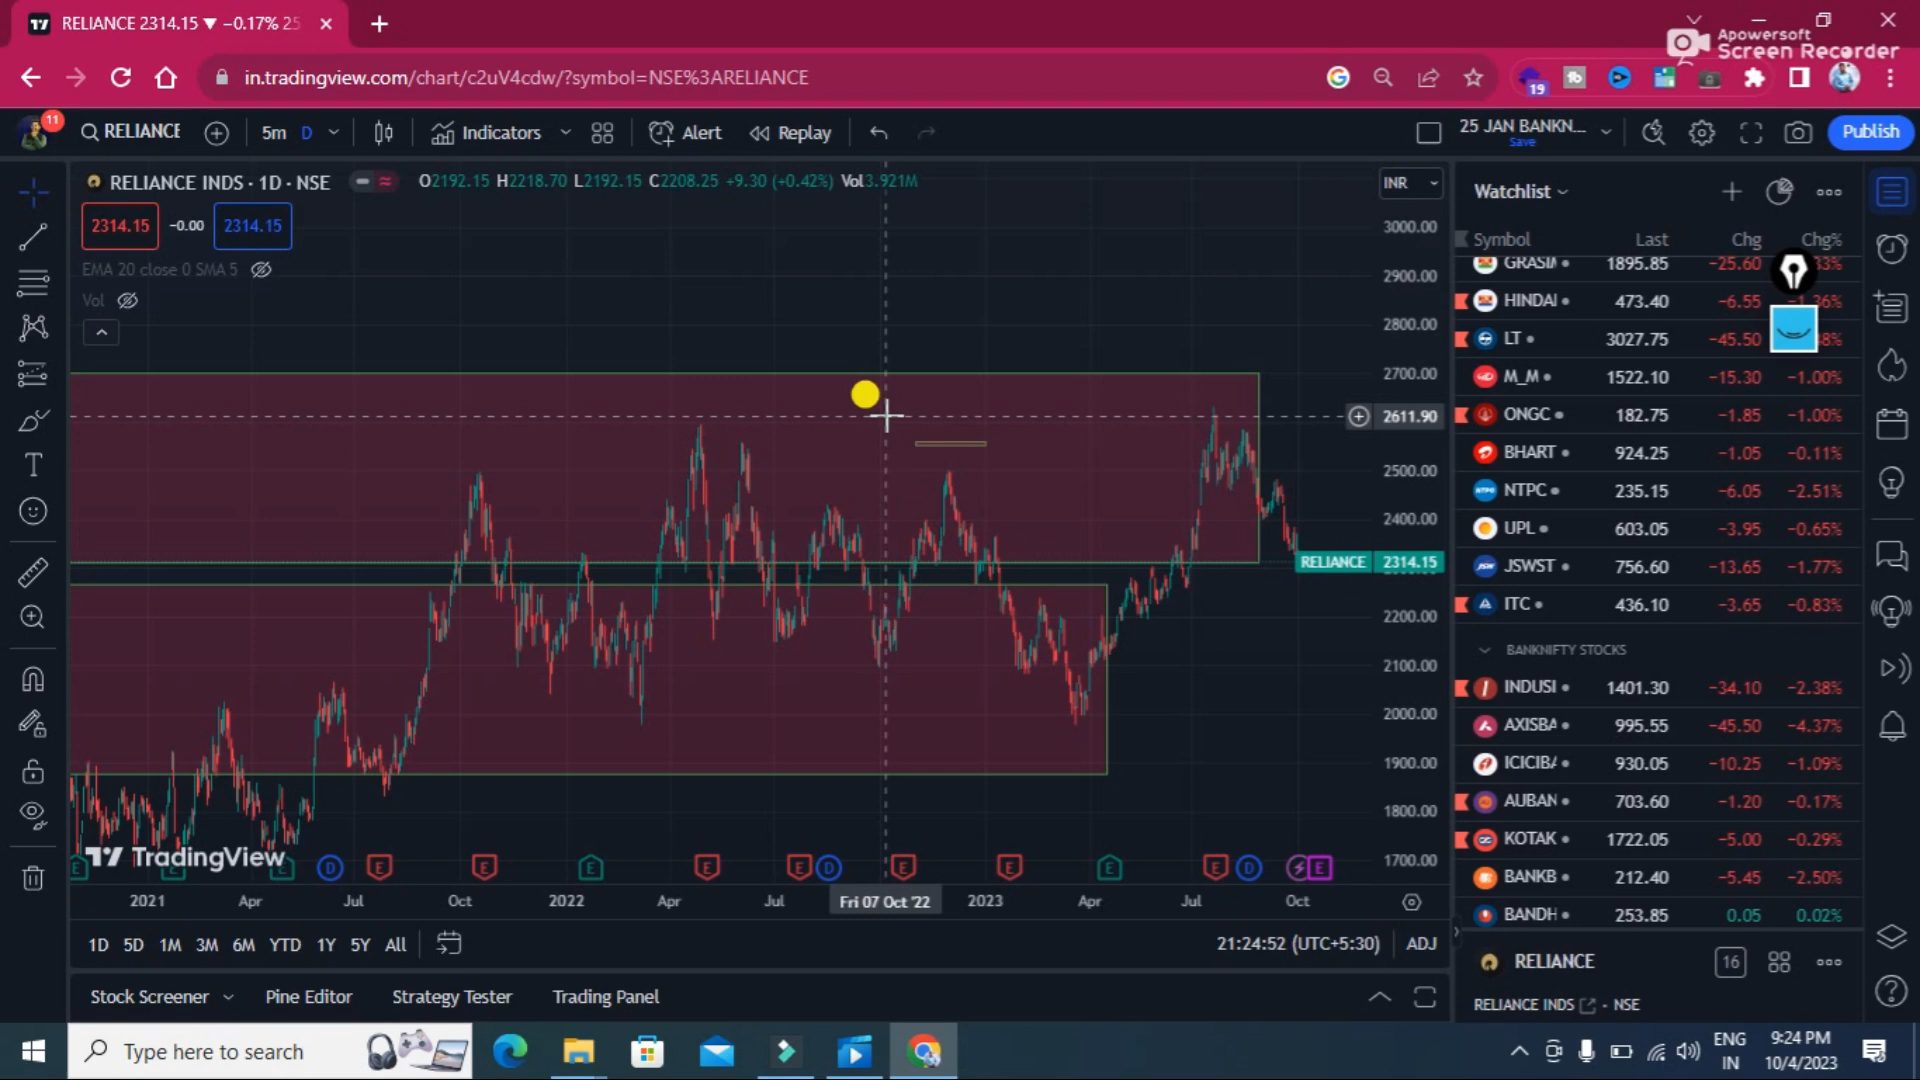 RELIANCE 2314.15 ▼ −0.17% 25
Apowersoft
Screen Recorder
in.tradingview.com/chart/c2uV4cdw/?symbol=NSE%3ARELIANCE
19
11
RELIANCE
5m D
Indicators
Alert
Replay
25 JAN BANKN...
Save
Publish
RELIANCE INDS · 1D · NSE
O2192.15 H2218.70 L2192.15 C2208.25 +9.30 (+0.42%) Vol3.921M
INR
2314.15 −0.00 2314.15
EMA 20 close 0 SMA 5
Vol
3000.00
2900.00
2800.00
2700.00
2611.90
2500.00
2400.00
RELIANCE 2314.15
2200.00
2100.00
2000.00
1900.00
1800.00
1700.00
TradingView
E E E D E E E E E D E E E E D E
2021 Apr Jul Oct 2022 Apr Jul Fri 07 Oct '22 2023 Apr Jul Oct
1D 5D 1M 3M 6M YTD 1Y 5Y All
21:24:52 (UTC+5:30) ADJ
Stock Screener Pine Editor Strategy Tester Trading Panel
Watchlist
Symbol Last Chg Chg%
GRASIM 1895.85 −25.60
HINDAI 473.40 −6.55 −1.36%
LT 3027.75 −45.50
M_M 1522.10 −15.30 −1.00%
ONGC 182.75 −1.85 −1.00%
BHART 924.25 −1.05 −0.11%
NTPC 235.15 −6.05 −2.51%
UPL 603.05 −3.95 −0.65%
JSWST 756.60 −13.65 −1.77%
ITC 436.10 −3.65 −0.83%
BANKNIFTY STOCKS
INDUSI 1401.30 −34.10 −2.38%
AXISBA 995.55 −45.50 −4.37%
ICICIBA 930.05 −10.25 −1.09%
AUBAN 703.60 −1.20 −0.17%
KOTAK 1722.05 −5.00 −0.29%
BANKB 212.40 −5.45 −2.50%
BANDH 253.85 0.05 0.02%
RELIANCE
16
RELIANCE INDS · NSE
Type here to search
ENG
IN
9:24 PM
10/4/2023